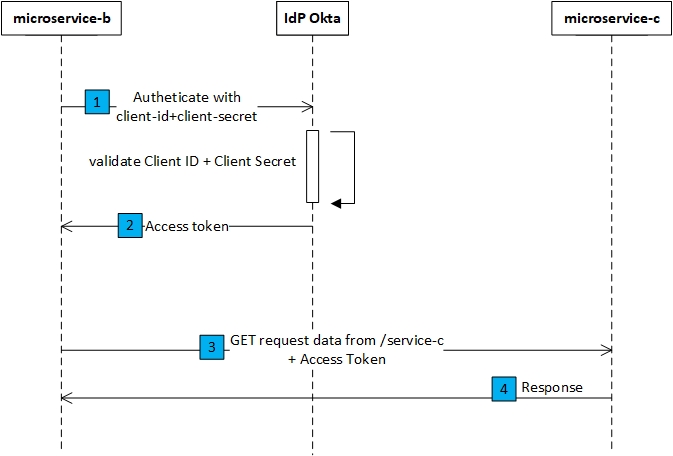 microservice-b
IdP Okta
microservice-c
1
Autheticate with
client-id+client-secret
validate Client ID + Client Secret
2
Access token
3
GET request data from /service-c
+ Access Token
4
Response